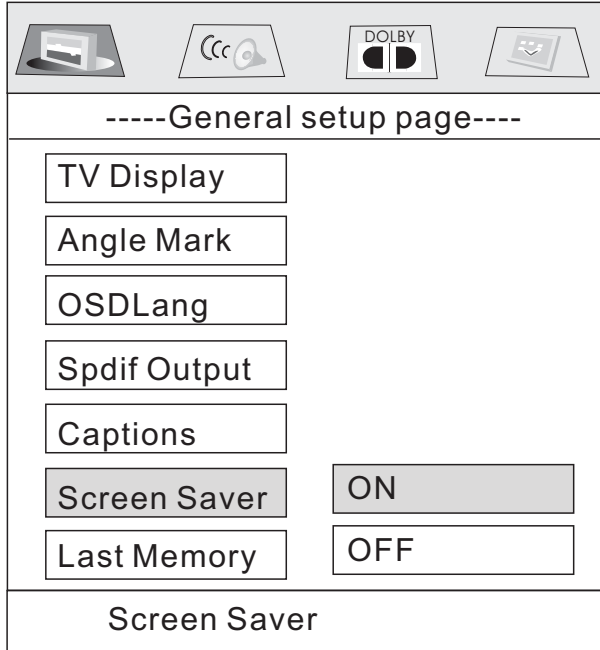 DOLBY
-----General setup page----
TV Display
Angle Mark
OSDLang
Spdif Output
Captions
Screen Saver
ON
Last Memory
OFF
Screen Saver